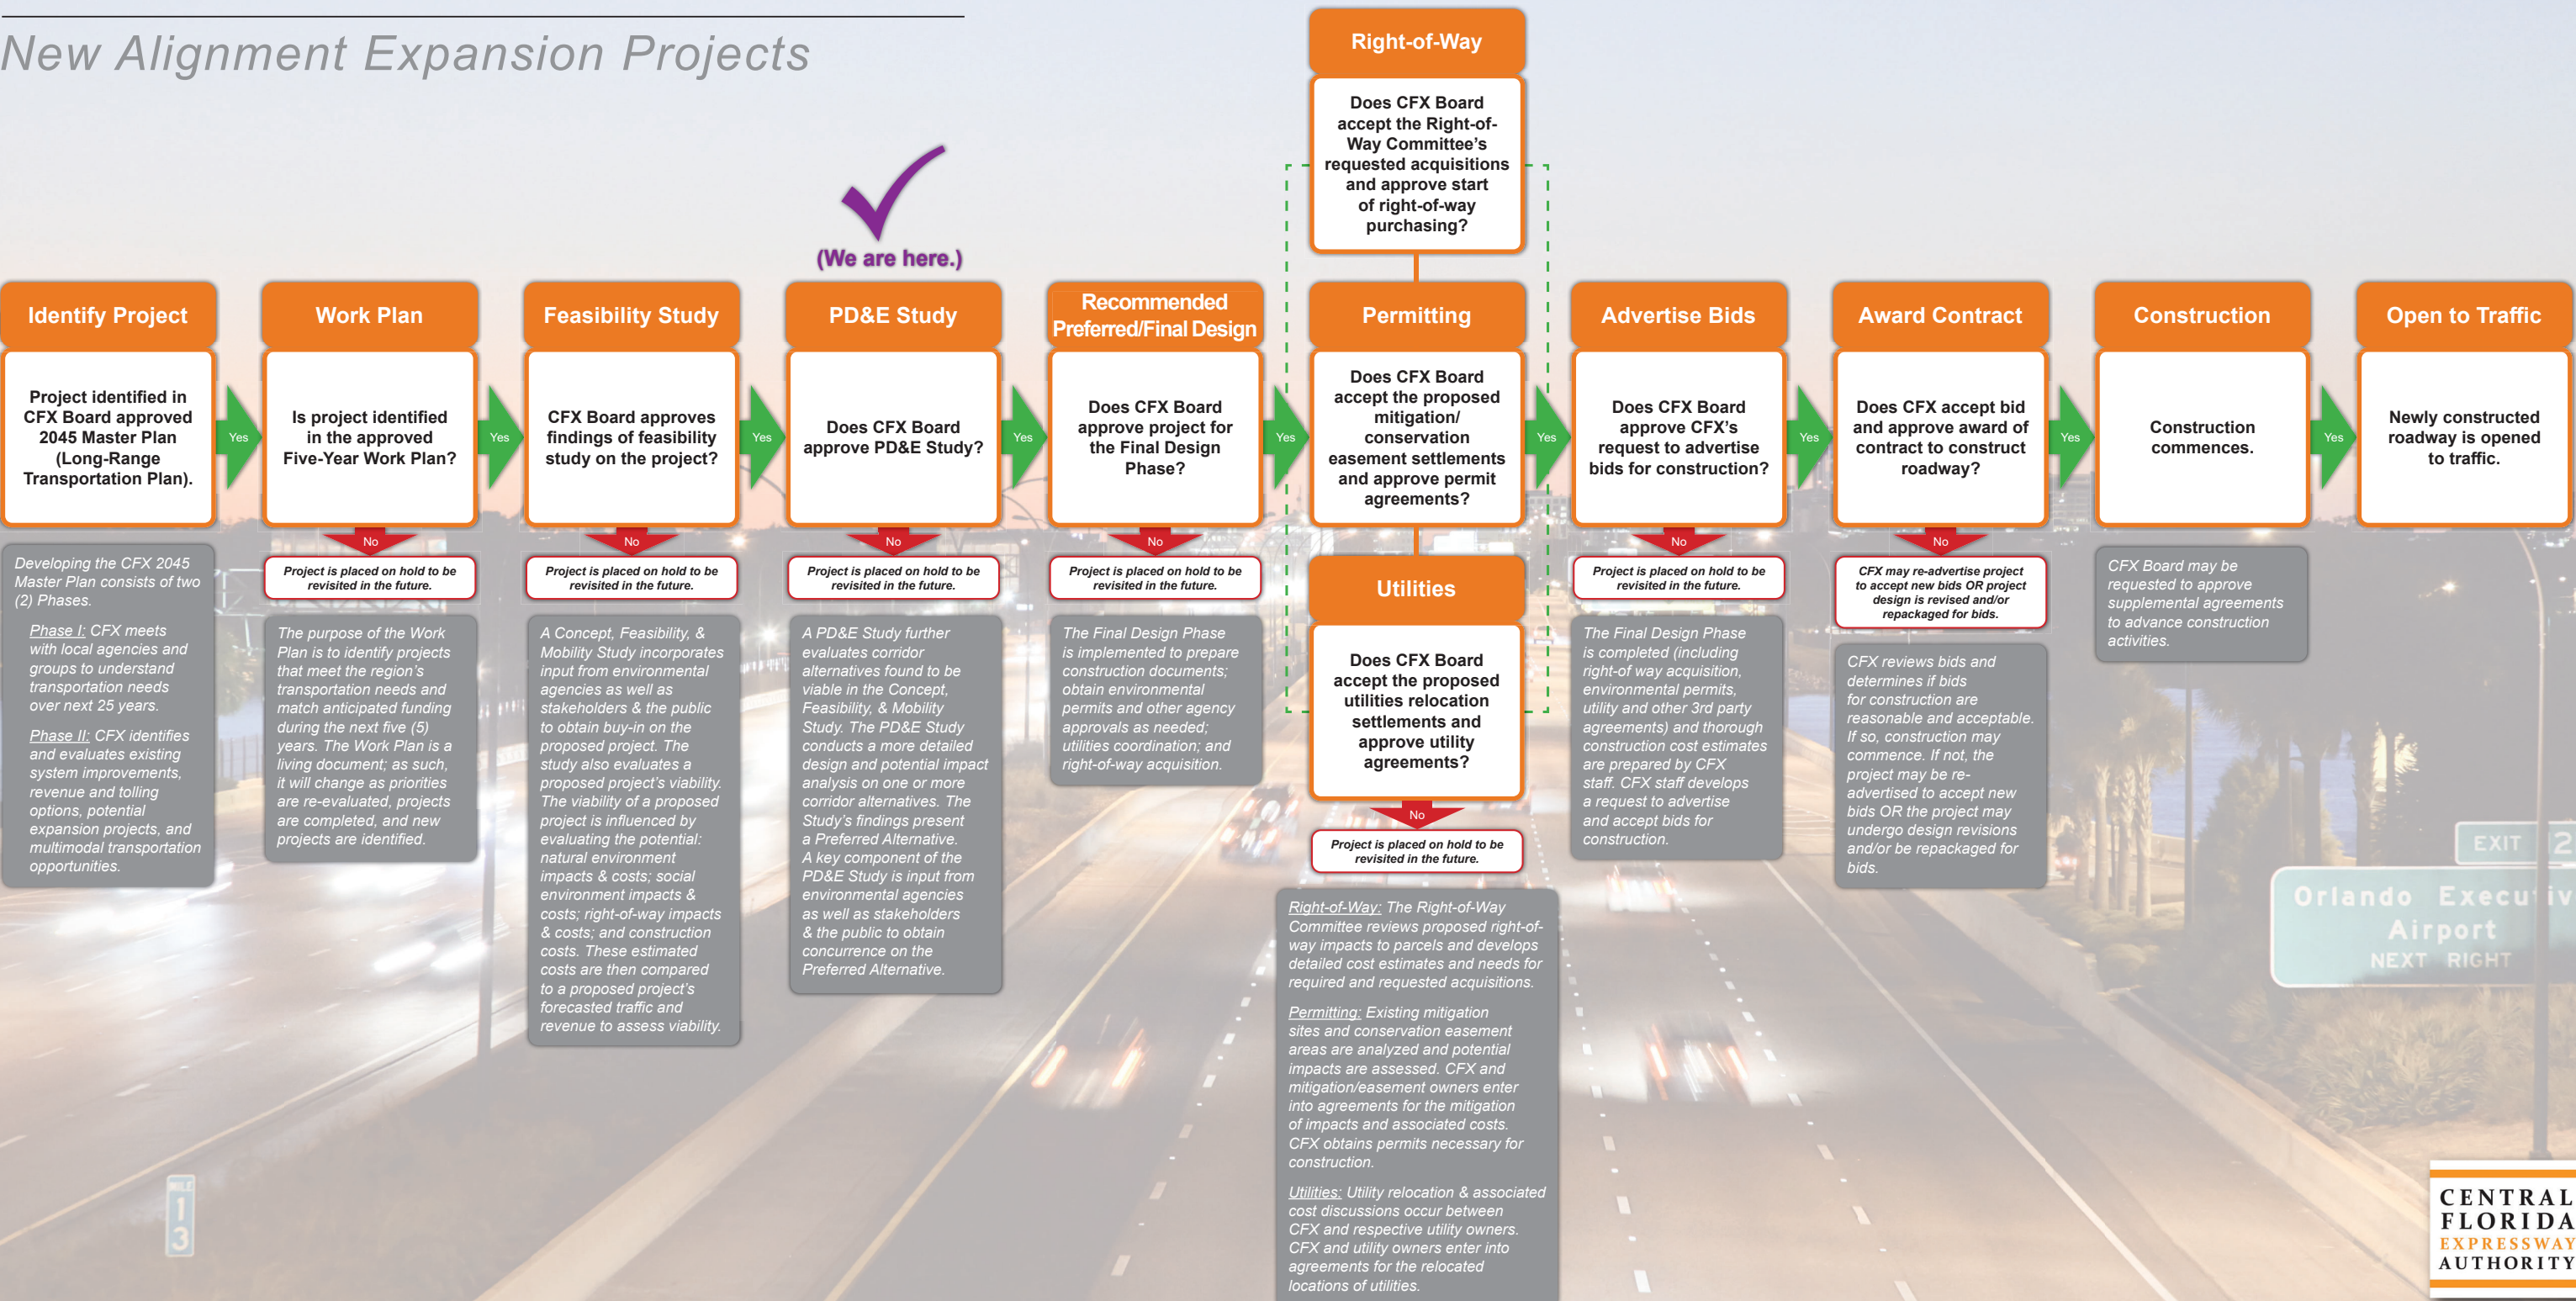 New Alignment Expansion Projects
(We are here.)
Identify Project
Project identified in
CFX Board approved
2045 Master Plan
(Long-Range
Transportation Plan).
Yes
Developing the CFX 2045
Master Plan consists of two
(2) Phases.
Phase I: CFX meets
with local agencies and
groups to understand
transportation needs
over next 25 years.
Phase II: CFX identifies
and evaluates existing
system improvements,
revenue and tolling
options, potential
expansion projects, and
multimodal transportation
opportunities.
Work Plan
Is project identified
in the approved
Five-Year Work Plan?
Yes
No
Project is placed on hold to be
revisited in the future.
The purpose of the Work
Plan is to identify projects
that meet the region's
transportation needs and
match anticipated funding
during the next five (5)
years. The Work Plan is a
living document; as such,
it will change as priorities
are re-evaluated, projects
are completed, and new
projects are identified.
Feasibility Study
CFX Board approves
findings of feasibility
study on the project?
Yes
No
Project is placed on hold to be
revisited in the future.
A Concept, Feasibility, &
Mobility Study incorporates
input from environmental
agencies as well as
stakeholders & the public
to obtain buy-in on the
proposed project. The
study also evaluates a
proposed project's viability.
The viability of a proposed
project is influenced by
evaluating the potential:
natural environment
impacts & costs; social
environment impacts &
costs; right-of-way impacts
& costs; and construction
costs. These estimated
costs are then compared
to a proposed project's
forecasted traffic and
revenue to assess viability.
PD&E Study
Does CFX Board
approve PD&E Study?
Yes
No
Project is placed on hold to be
revisited in the future.
A PD&E Study further
evaluates corridor
alternatives found to be
viable in the Concept,
Feasibility, & Mobility
Study. The PD&E Study
conducts a more detailed
design and potential impact
analysis on one or more
corridor alternatives. The
Study's findings present
a Preferred Alternative.
A key component of the
PD&E Study is input from
environmental agencies
as well as stakeholders
& the public to obtain
concurrence on the
Preferred Alternative.
Recommended
Preferred/Final Design
Does CFX Board
approve project for
the Final Design
Phase?
Yes
No
Project is placed on hold to be
revisited in the future.
The Final Design Phase
is implemented to prepare
construction documents;
obtain environmental
permits and other agency
approvals as needed;
utilities coordination; and
right-of-way acquisition.
Right-of-Way
Does CFX Board
accept the Right-of-
Way Committee's
requested acquisitions
and approve start
of right-of-way
purchasing?
Permitting
Does CFX Board
accept the proposed
mitigation/
conservation
easement settlements
and approve permit
agreements?
Yes
Utilities
Does CFX Board
accept the proposed
utilities relocation
settlements and
approve utility
agreements?
No
Project is placed on hold to be
revisited in the future.
Right-of-Way: The Right-of-Way
Committee reviews proposed right-of-
way impacts to parcels and develops
detailed cost estimates and needs for
required and requested acquisitions.
Permitting: Existing mitigation
sites and conservation easement
areas are analyzed and potential
impacts are assessed. CFX and
mitigation/easement owners enter
into agreements for the mitigation
of impacts and associated costs.
CFX obtains permits necessary for
construction.
Utilities: Utility relocation & associated
cost discussions occur between
CFX and respective utility owners.
CFX and utility owners enter into
agreements for the relocated
locations of utilities.
Advertise Bids
Does CFX Board
approve CFX's
request to advertise
bids for construction?
Yes
No
Project is placed on hold to be
revisited in the future.
The Final Design Phase
is completed (including
right-of way acquisition,
environmental permits,
utility and other 3rd party
agreements) and thorough
construction cost estimates
are prepared by CFX
staff. CFX staff develops
a request to advertise
and accept bids for
construction.
Award Contract
Does CFX accept bid
and approve award of
contract to construct
roadway?
Yes
No
CFX may re-advertise project
to accept new bids OR project
design is revised and/or
repackaged for bids.
CFX reviews bids and
determines if bids
for construction are
reasonable and acceptable.
If so, construction may
commence. If not, the
project may be re-
advertised to accept new
bids OR the project may
undergo design revisions
and/or be repackaged for
bids.
Construction
Construction
commences.
Yes
CFX Board may be
requested to approve
supplemental agreements
to advance construction
activities.
Open to Traffic
Newly constructed
roadway is opened
to traffic.
EXIT 2
Orlando Executiv
Airport
NEXT RIGHT
MILE
1
3
CENTRAL
FLORIDA
EXPRESSWAY
AUTHORITY